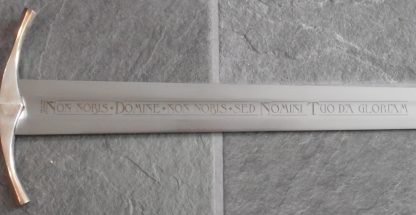 Non nobis • Domine • non nobis • sed Nomini Tuo da gloriam